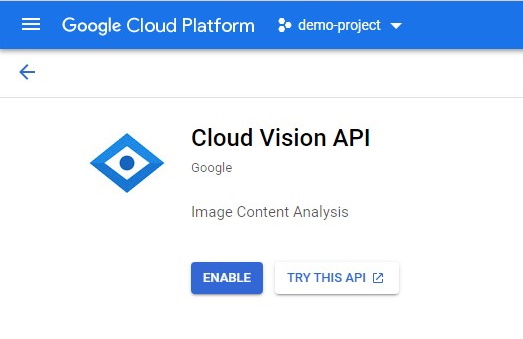 Google Cloud Platform demo-project
Cloud Vision API
Google
Image Content Analysis
ENABLE TRY THIS API